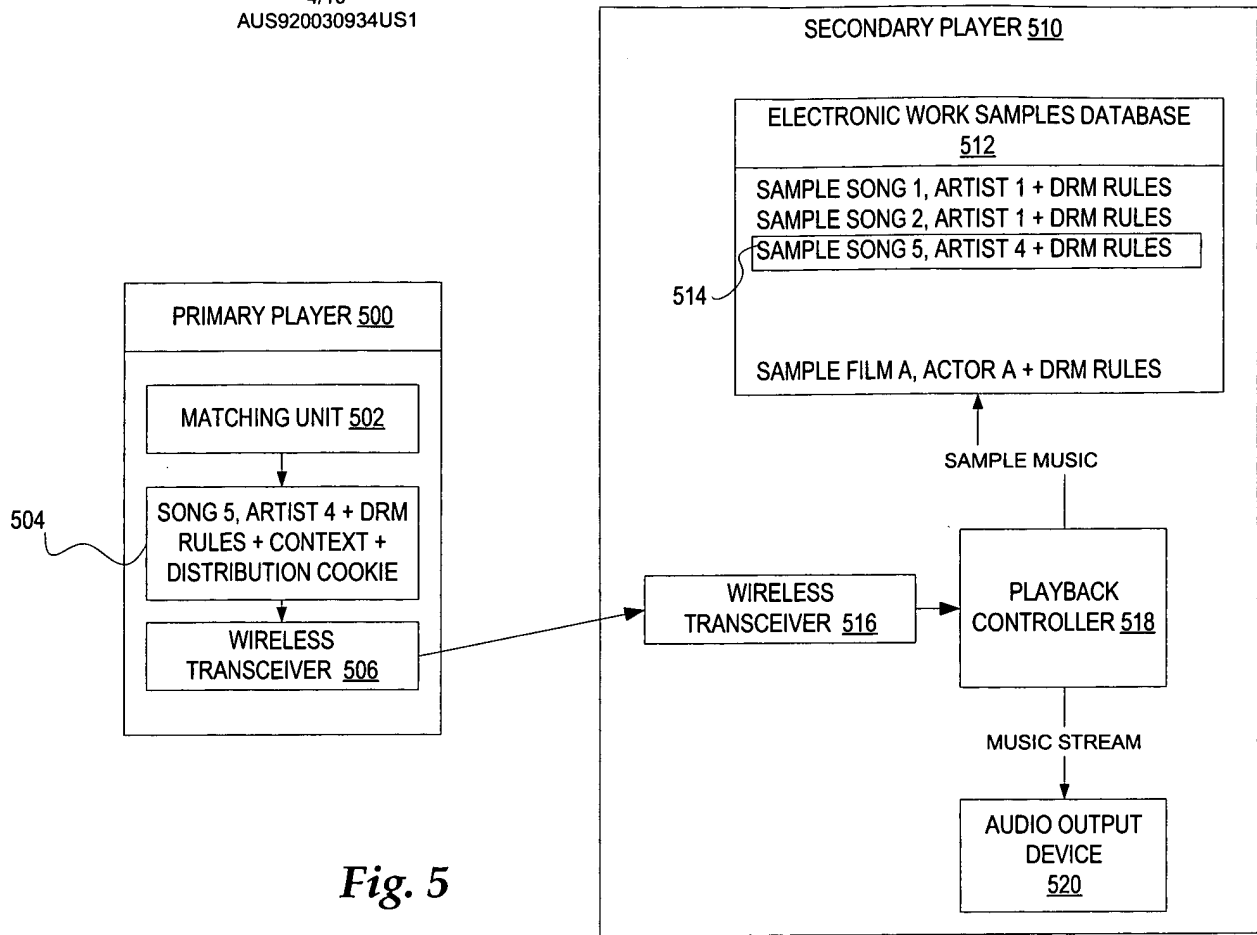 AUS920030934US1
SECONDARY PLAYER 510
ELECTRONIC WORK SAMPLES DATABASE
512
SAMPLE SONG 1, ARTIST 1 + DRM RULES
SAMPLE SONG 2, ARTIST 1 + DRM RULES
SAMPLE SONG 5, ARTIST 4 + DRM RULES
514
SAMPLE FILM A, ACTOR A + DRM RULES
PRIMARY PLAYER 500
MATCHING UNIT 502
504
SONG 5, ARTIST 4 + DRM
RULES + CONTEXT +
DISTRIBUTION COOKIE
WIRELESS
TRANSCEIVER 506
SAMPLE MUSIC
WIRELESS
TRANSCEIVER 516
PLAYBACK
CONTROLLER 518
MUSIC STREAM
AUDIO OUTPUT
DEVICE
520
Fig. 5